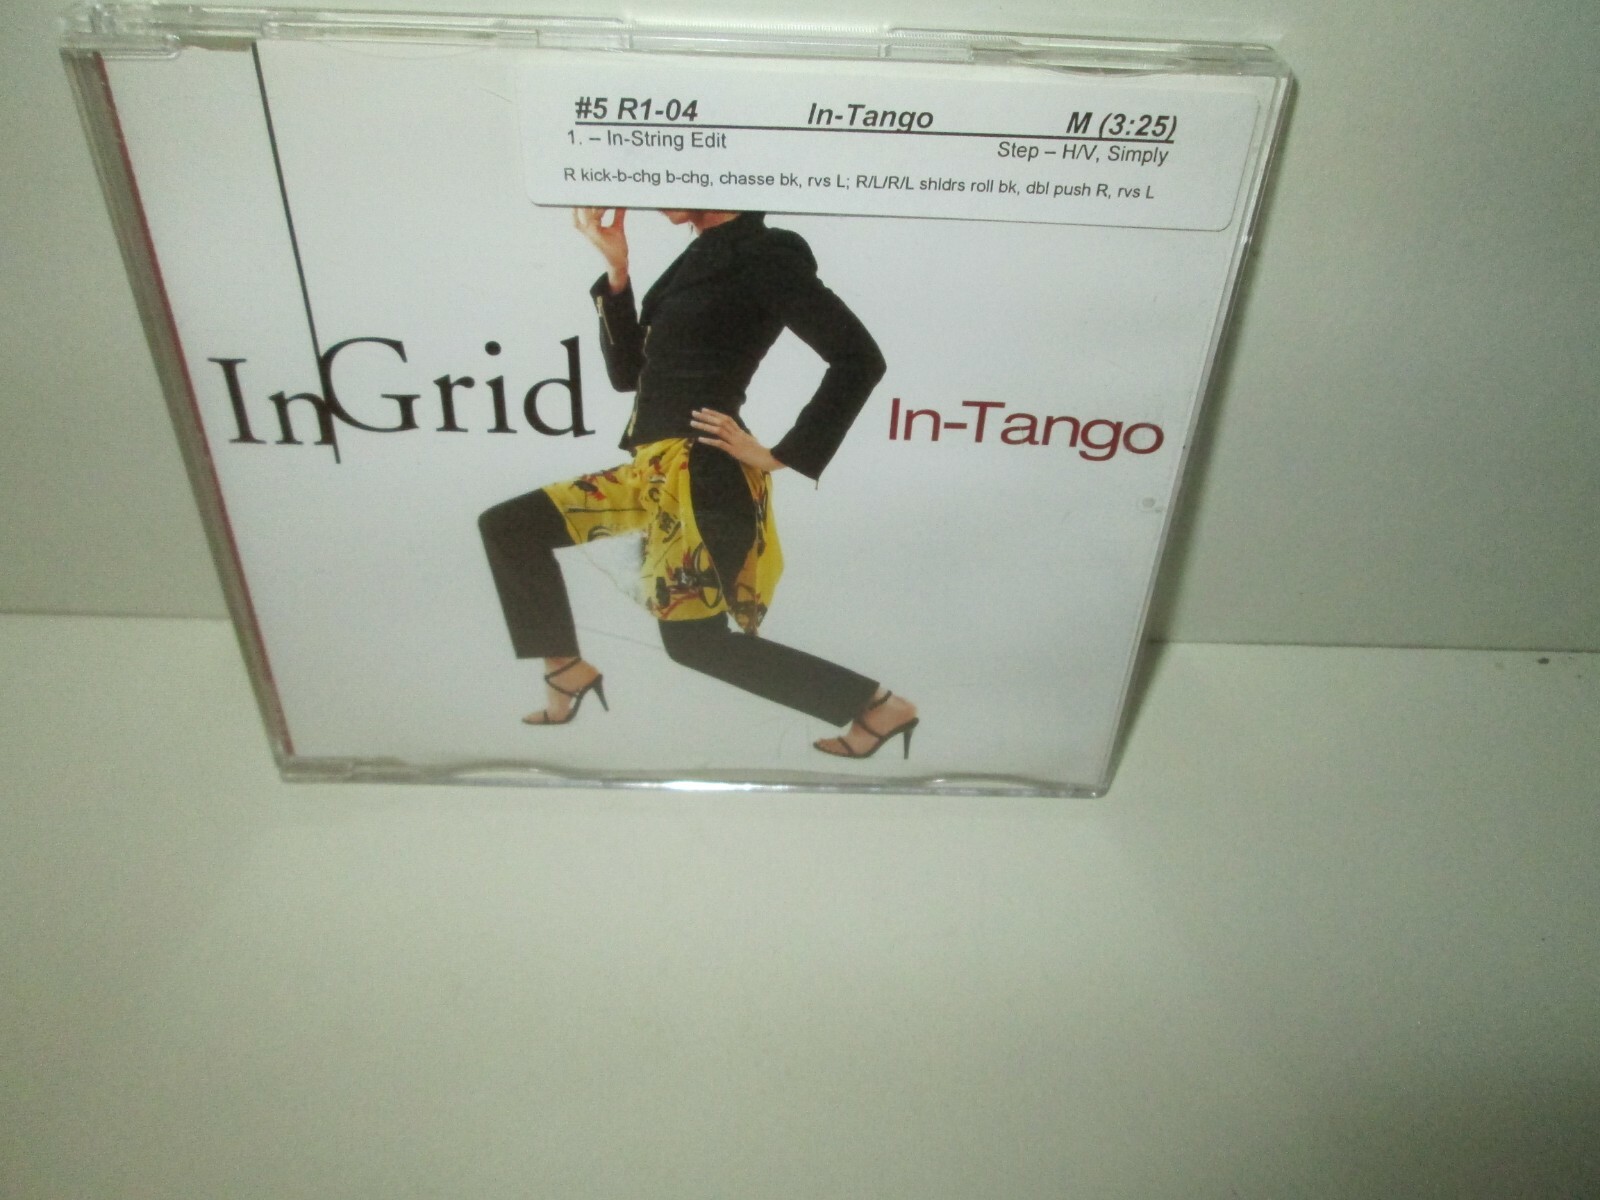 #5 R1-04 In-Tango M (3:25)
1. – In-String Edit Step – H/V, Simply
R kick-b-chg b-chg, chasse bk, rvs L; R/L/R/L shldrs roll bk, dbl push R, rvs L
InGrid
In-Tango